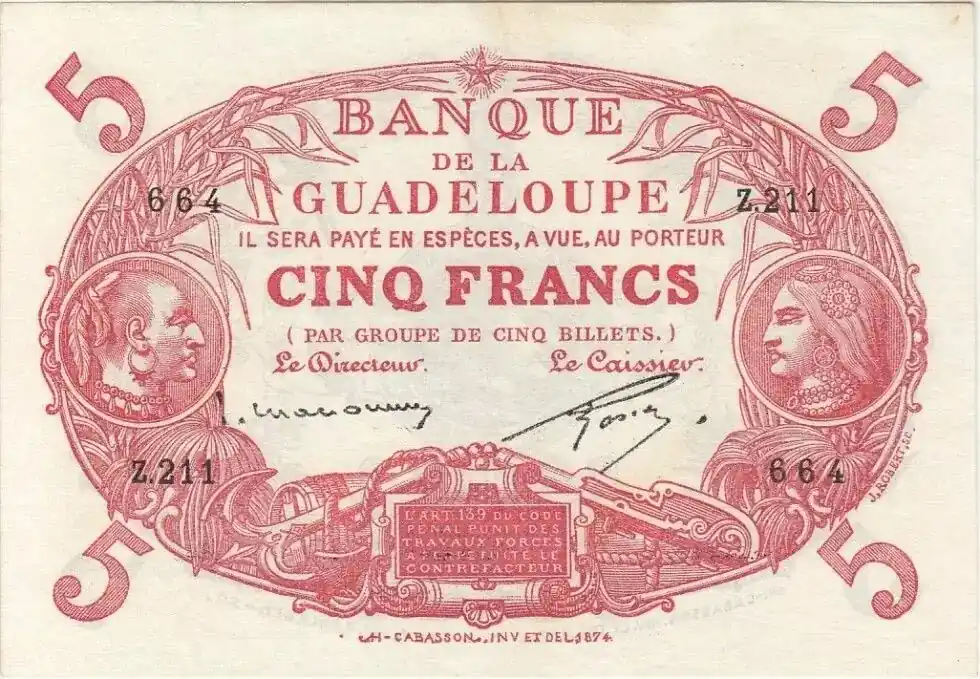 5 5
BANQUE
DE LA
664 GUADELOUPE Z.211
IL SERA PAYÉ EN ESPÈCES, A VUE, AU PORTEUR
CINQ FRANCS
(PAR GROUPE DE CINQ BILLETS.)
Le Directeur. Le Caissier.
Z.211 664
J. ROBERT, SC.
L'ART. 139 DU CODE
PÉNAL PUNIT DES
TRAVAUX FORCÉS
A PERPÉTUITÉ LE
CONTREFACTEUR
5 5
H-CABASSON, INV ET DEL, 1874